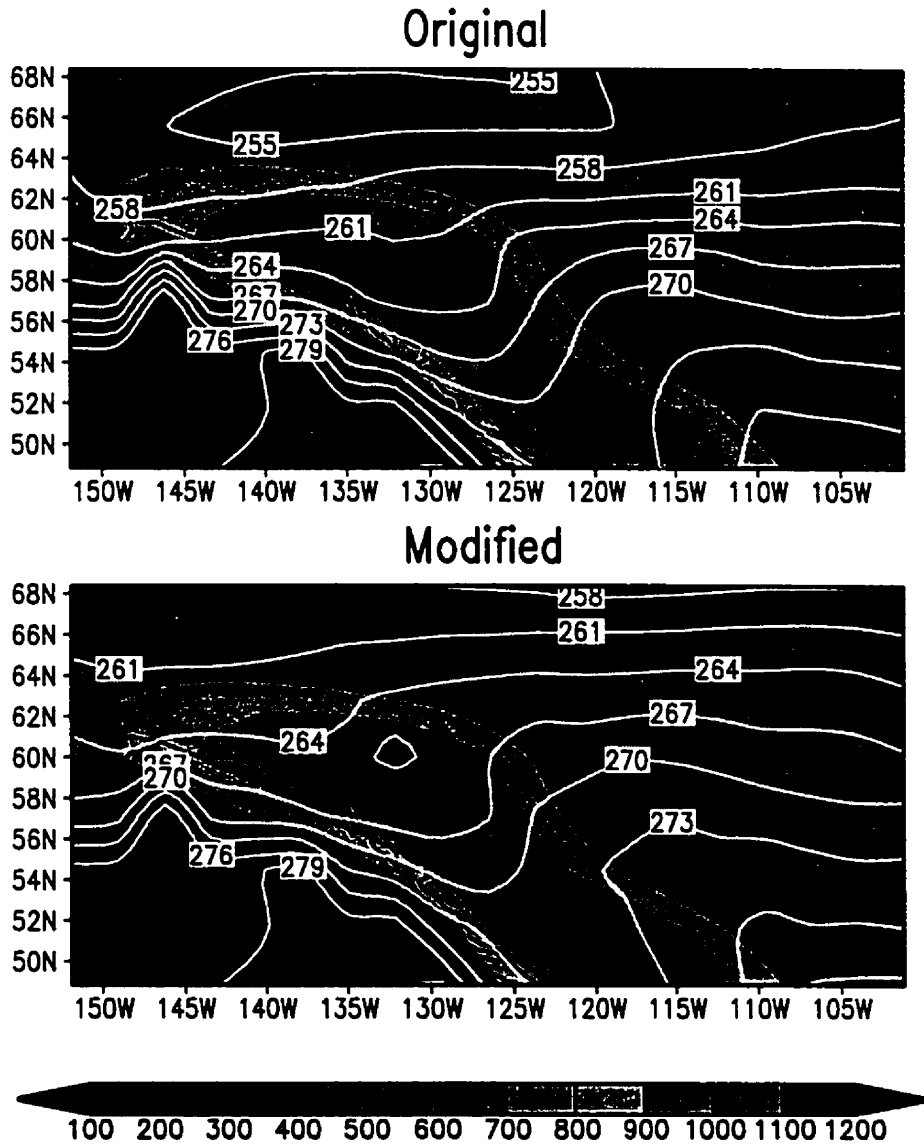 Original
68N
66N
64N
62N
60N
58N
56N
54N
52N
50N
255
255
258
258
261
261
264
264
267
267
270
270
273
276
279
150W 145W 140W 135W 130W 125W 120W 115W 110W 105W
Modified
68N
66N
64N
62N
60N
58N
56N
54N
52N
50N
258
261
261
264
264
267
267
270
270
273
276
279
150W 145W 140W 135W 130W 125W 120W 115W 110W 105W
100 200 300 400 500 600 700 800 900 1000 1100 1200